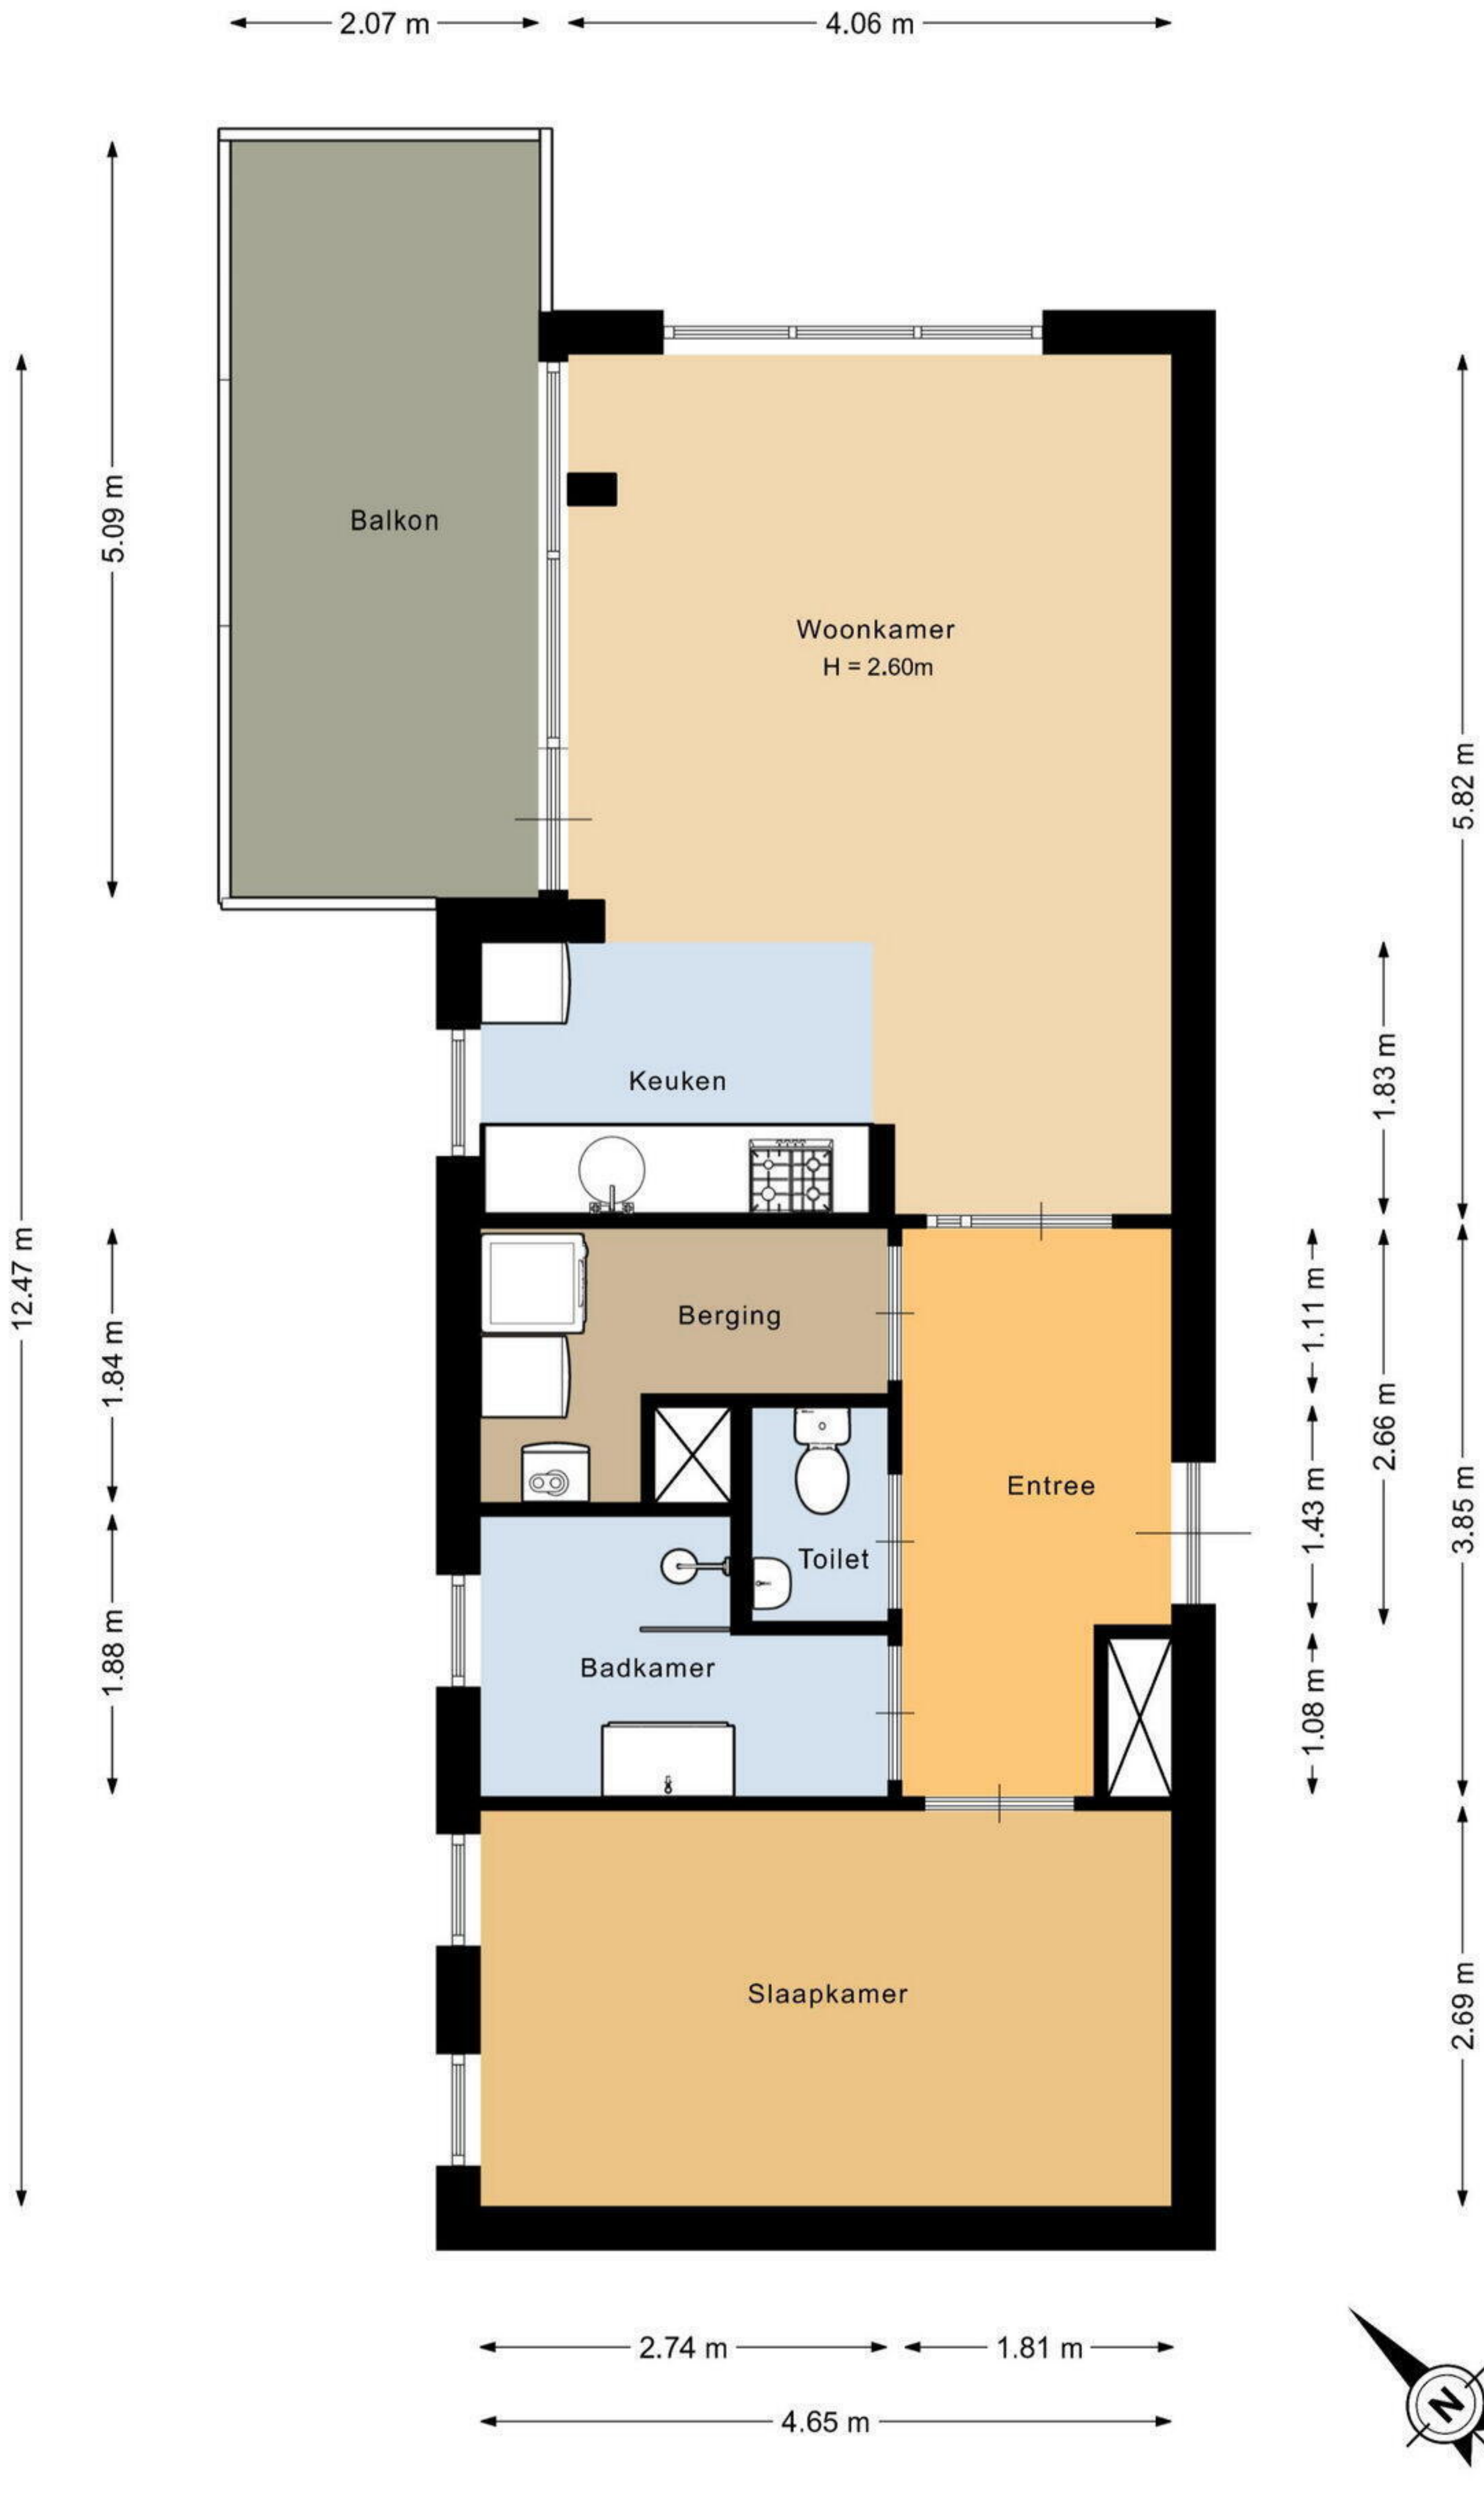 2.07 m
4.06 m
5.09 m
Balkon
Woonkamer
H = 2.60m
5.82 m
1.83 m
Keuken
12.47 m
1.84 m
Berging
1.11 m
2.66 m
Entree
1.43 m
3.85 m
Toilet
1.88 m
Badkamer
1.08 m
Slaapkamer
2.69 m
2.74 m
1.81 m
4.65 m
N